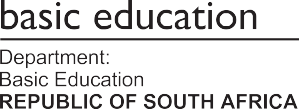 basic education
Department:
Basic Education
REPUBLIC OF SOUTH AFRICA